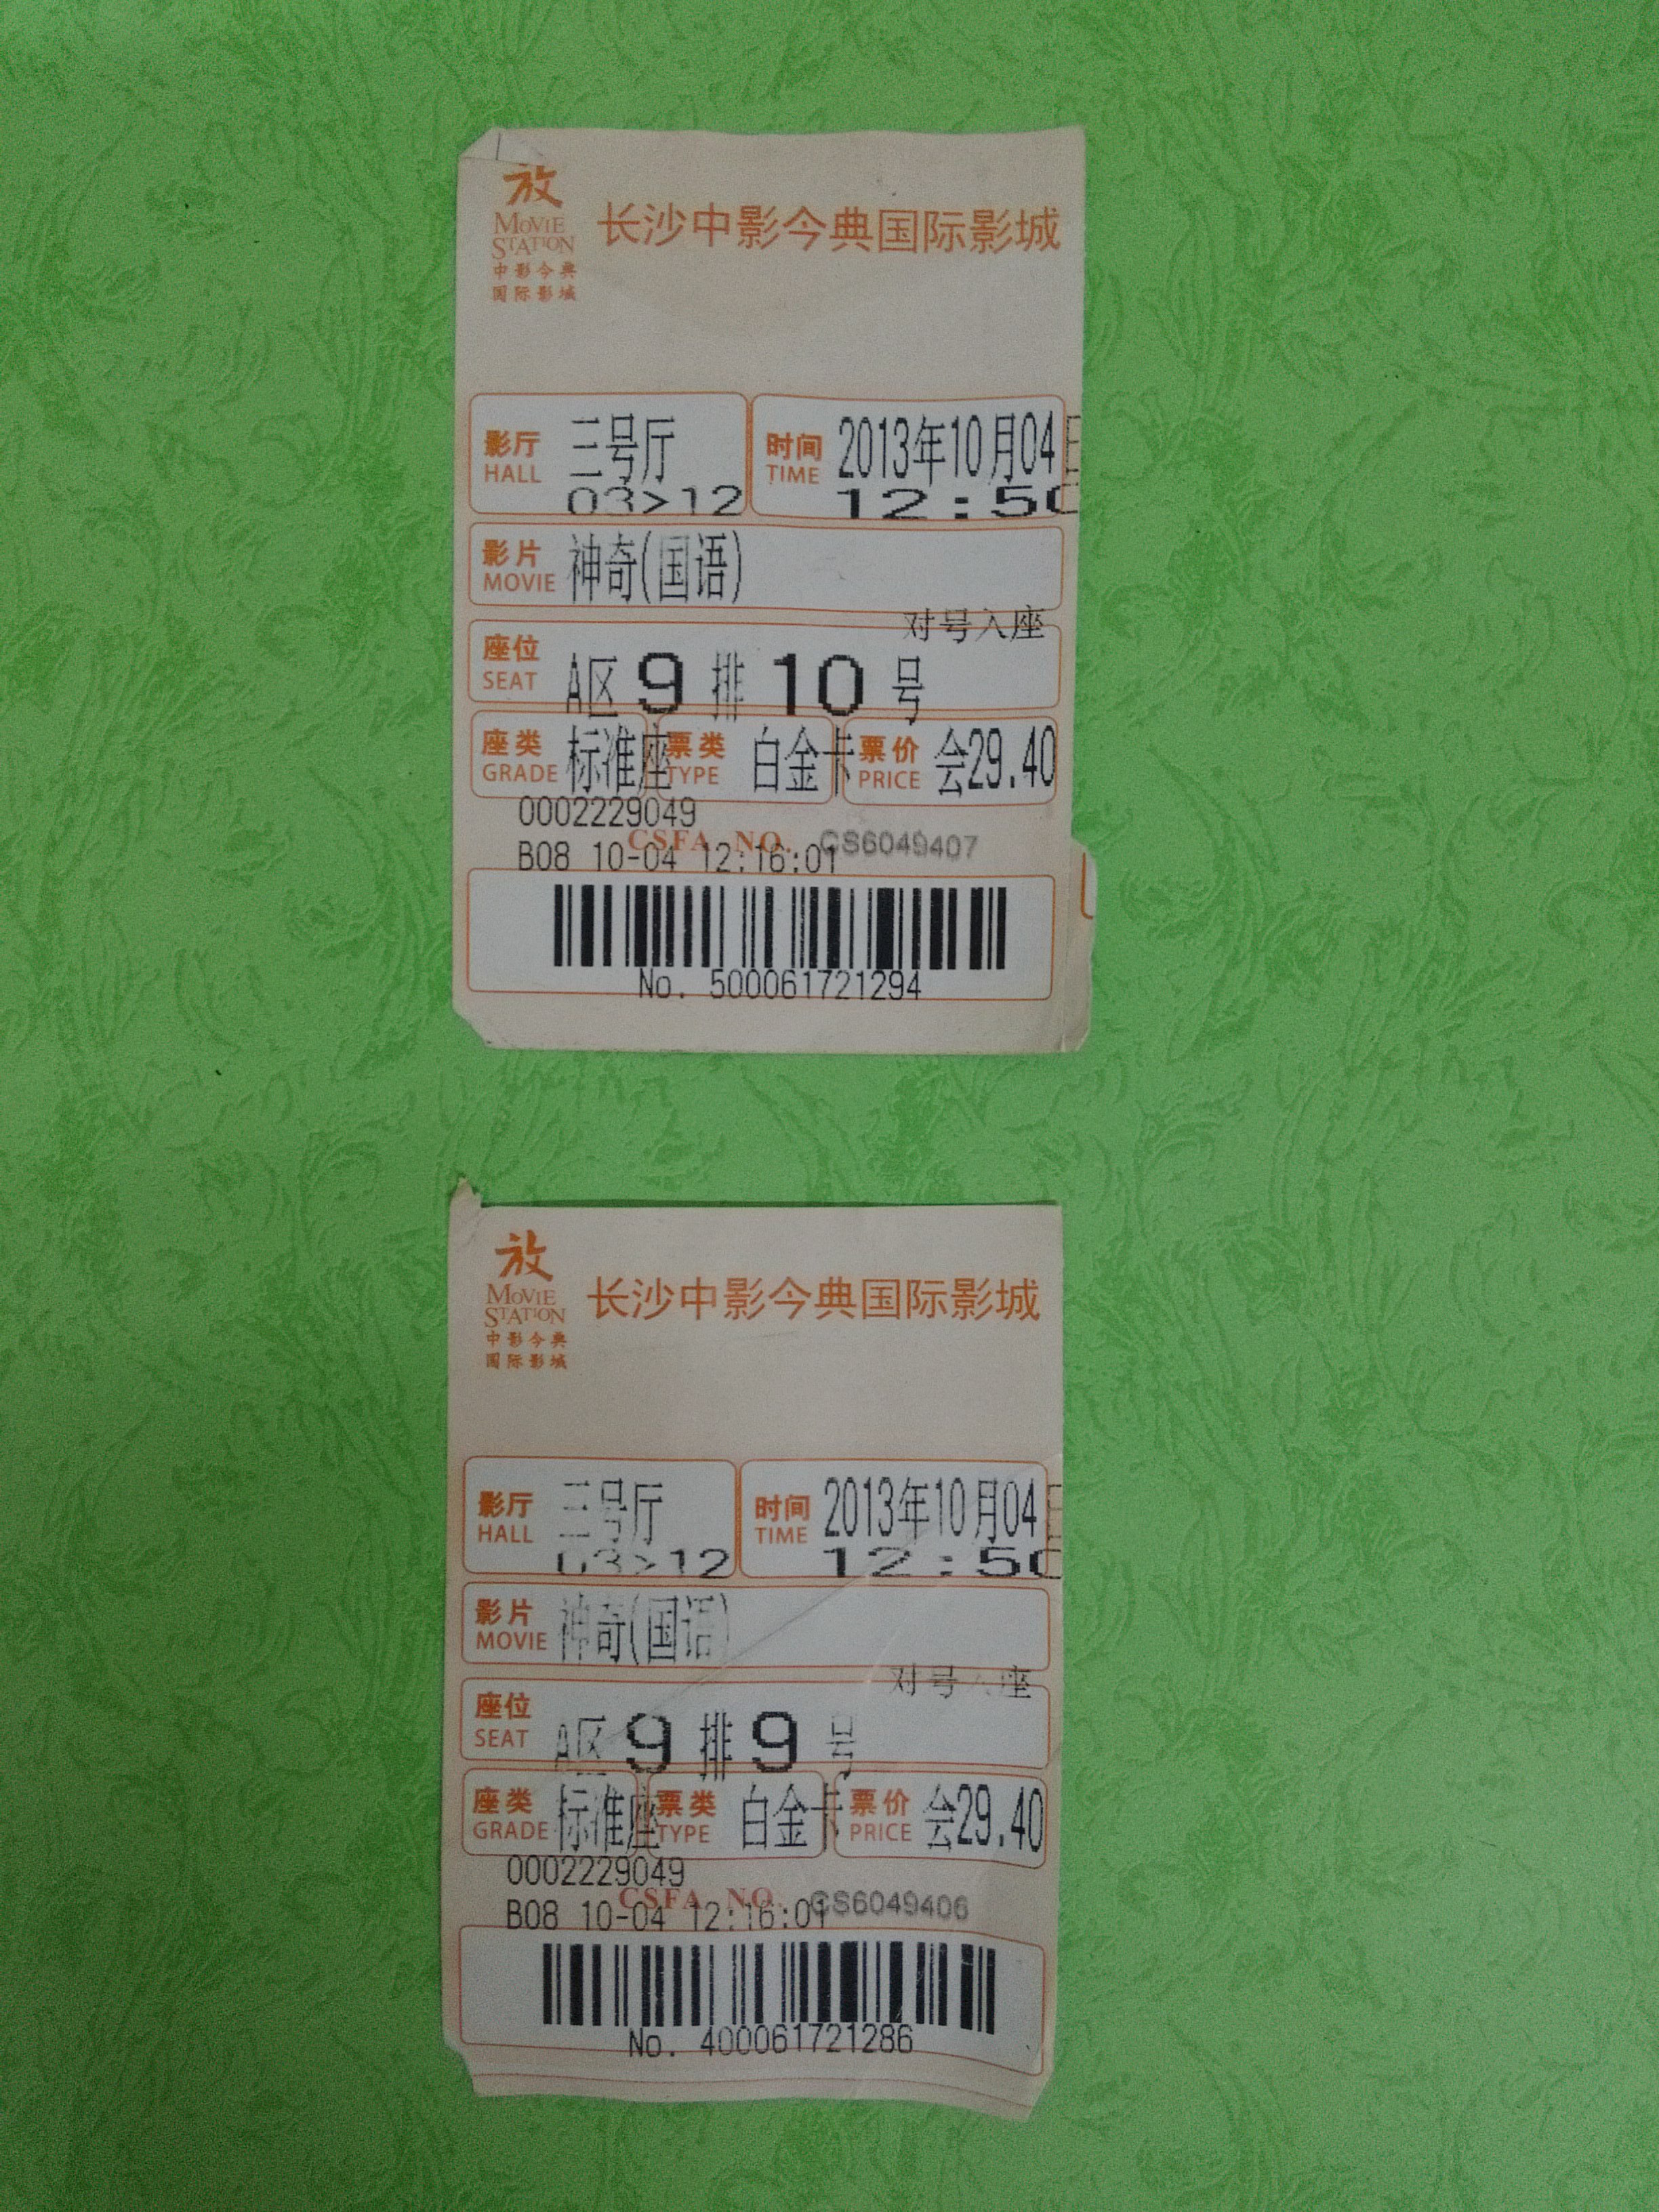 放
MOVIE
STATION
中影今典
国际影城
长沙中影今典国际影城
影厅 三号厅 时间 2013年10月04日
HALL 03>12 TIME 12:50
影片 神奇(国语)
MOVIE
对号入座
座位
SEAT A区 9 排 10 号
座类 标准座 票类 白金卡 票价 会29.40
GRADE TYPE PRICE
0002229049
CSFA NO. CS6049407
B08 10-04 12:16:01
No. 500061721294
放
MOVIE
STATION
中影今典
国际影城
长沙中影今典国际影城
影厅 三号厅 时间 2013年10月04日
HALL 03>12 TIME 12:50
影片 神奇(国语)
MOVIE
对号入座
座位
SEAT A区 9 排 9 号
座类 标准座 票类 白金卡 票价 会29.40
GRADE TYPE PRICE
0002229049
CSFA NO. CS6049406
B08 10-04 12:16:01
No. 400061721286